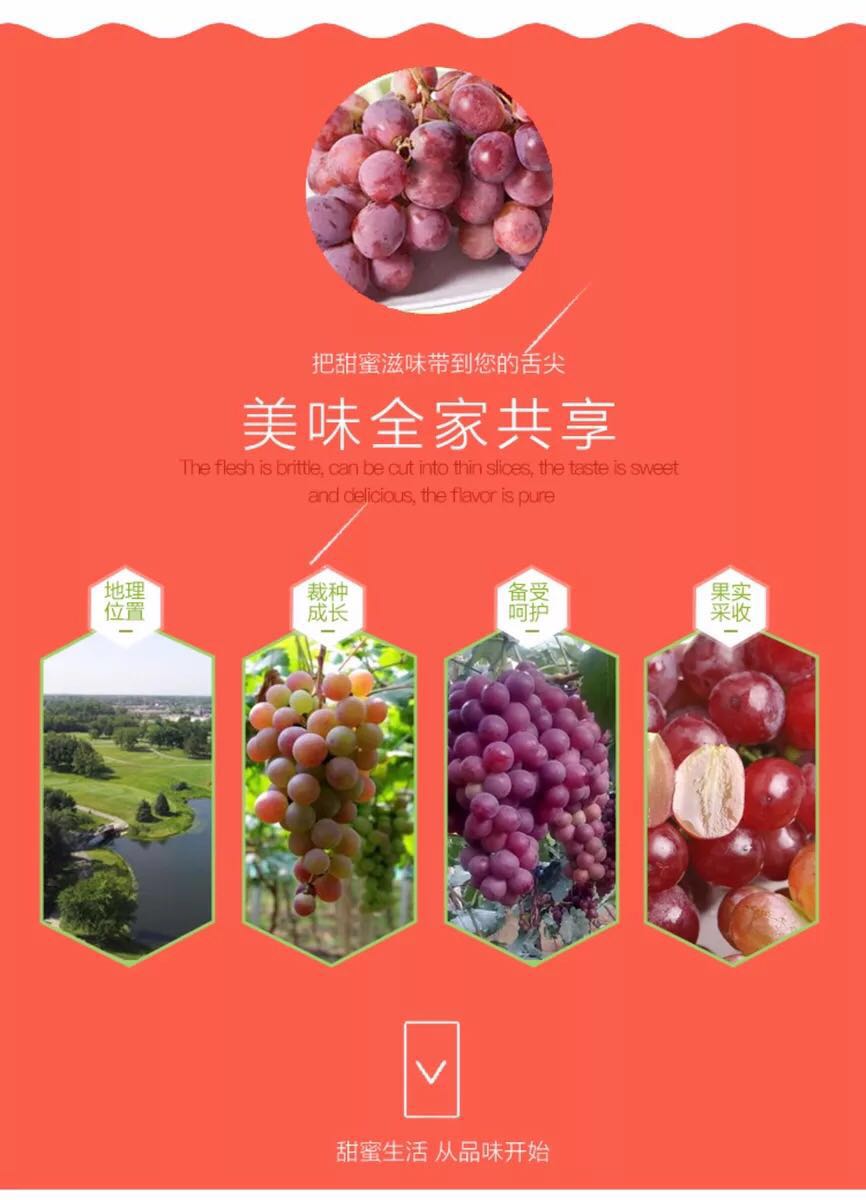 把甜蜜滋味带到您的舌尖
美味全家共享
The flesh is brittle, can be cut into thin slices, the taste is sweet
and delicious, the flavor is pure
地理
位置
裁种
成长
备受
呵护
果实
采收
甜蜜生活 从品味开始